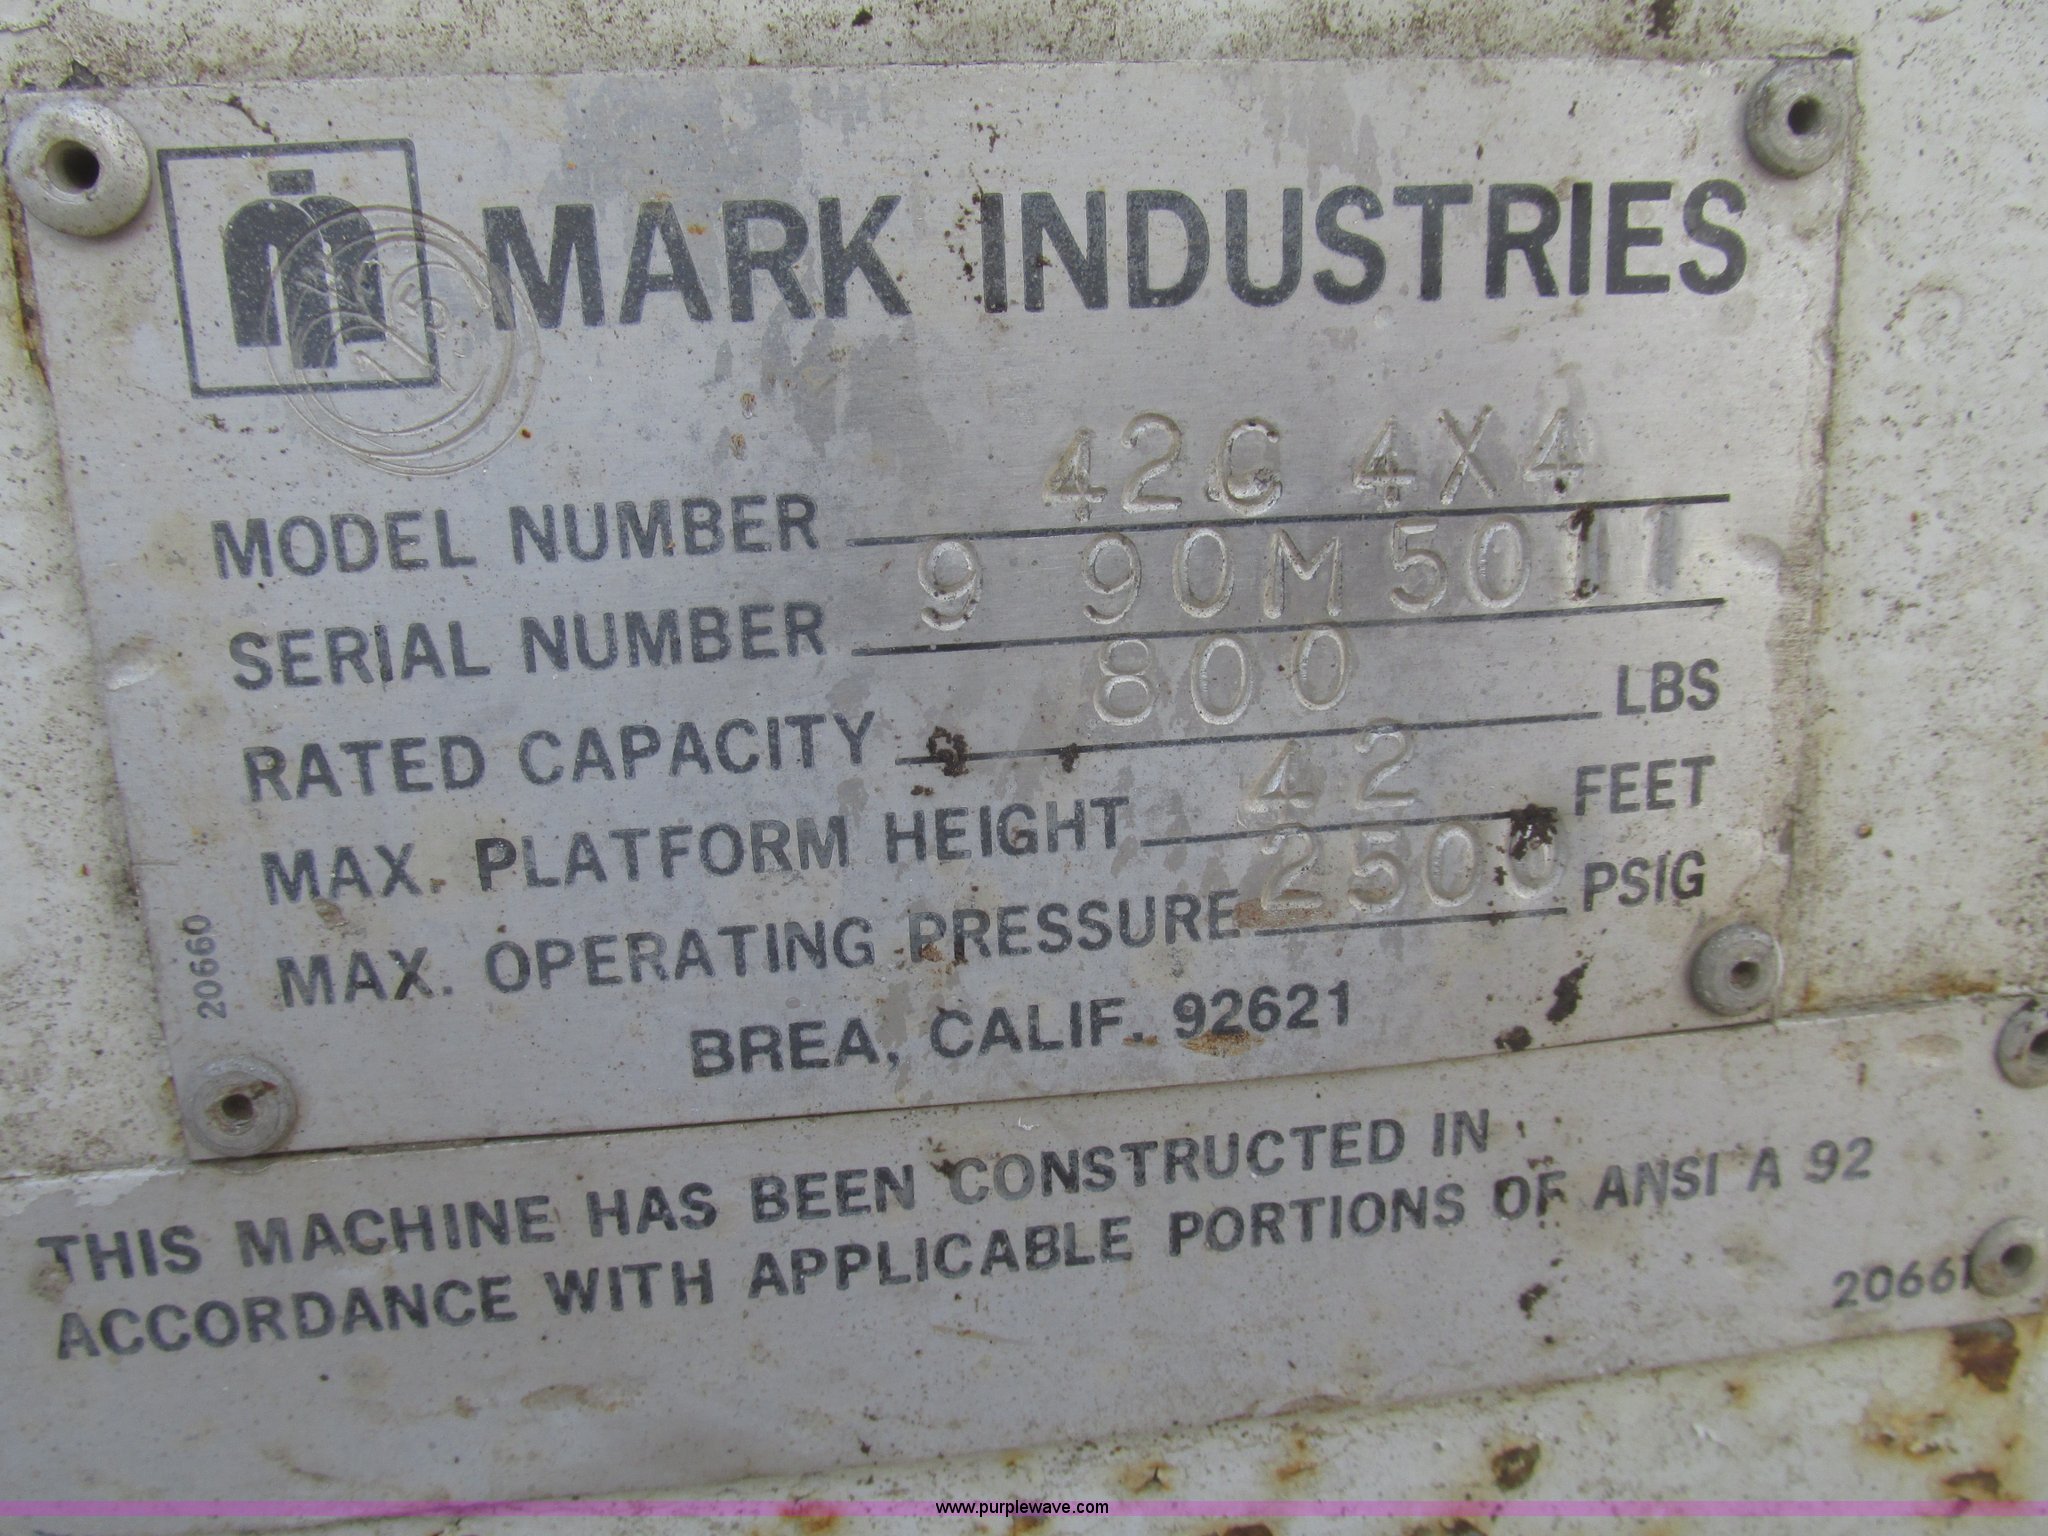 MARK INDUSTRIES
MODEL NUMBER 42C 4X4
SERIAL NUMBER 9 90M5011
RATED CAPACITY 800 LBS
MAX. PLATFORM HEIGHT 42 FEET
MAX. OPERATING PRESSURE 2500 PSIG
BREA, CALIF. 92621
20660
THIS MACHINE HAS BEEN CONSTRUCTED IN
ACCORDANCE WITH APPLICABLE PORTIONS OF ANSI A 92
20661
www.purplewave.com